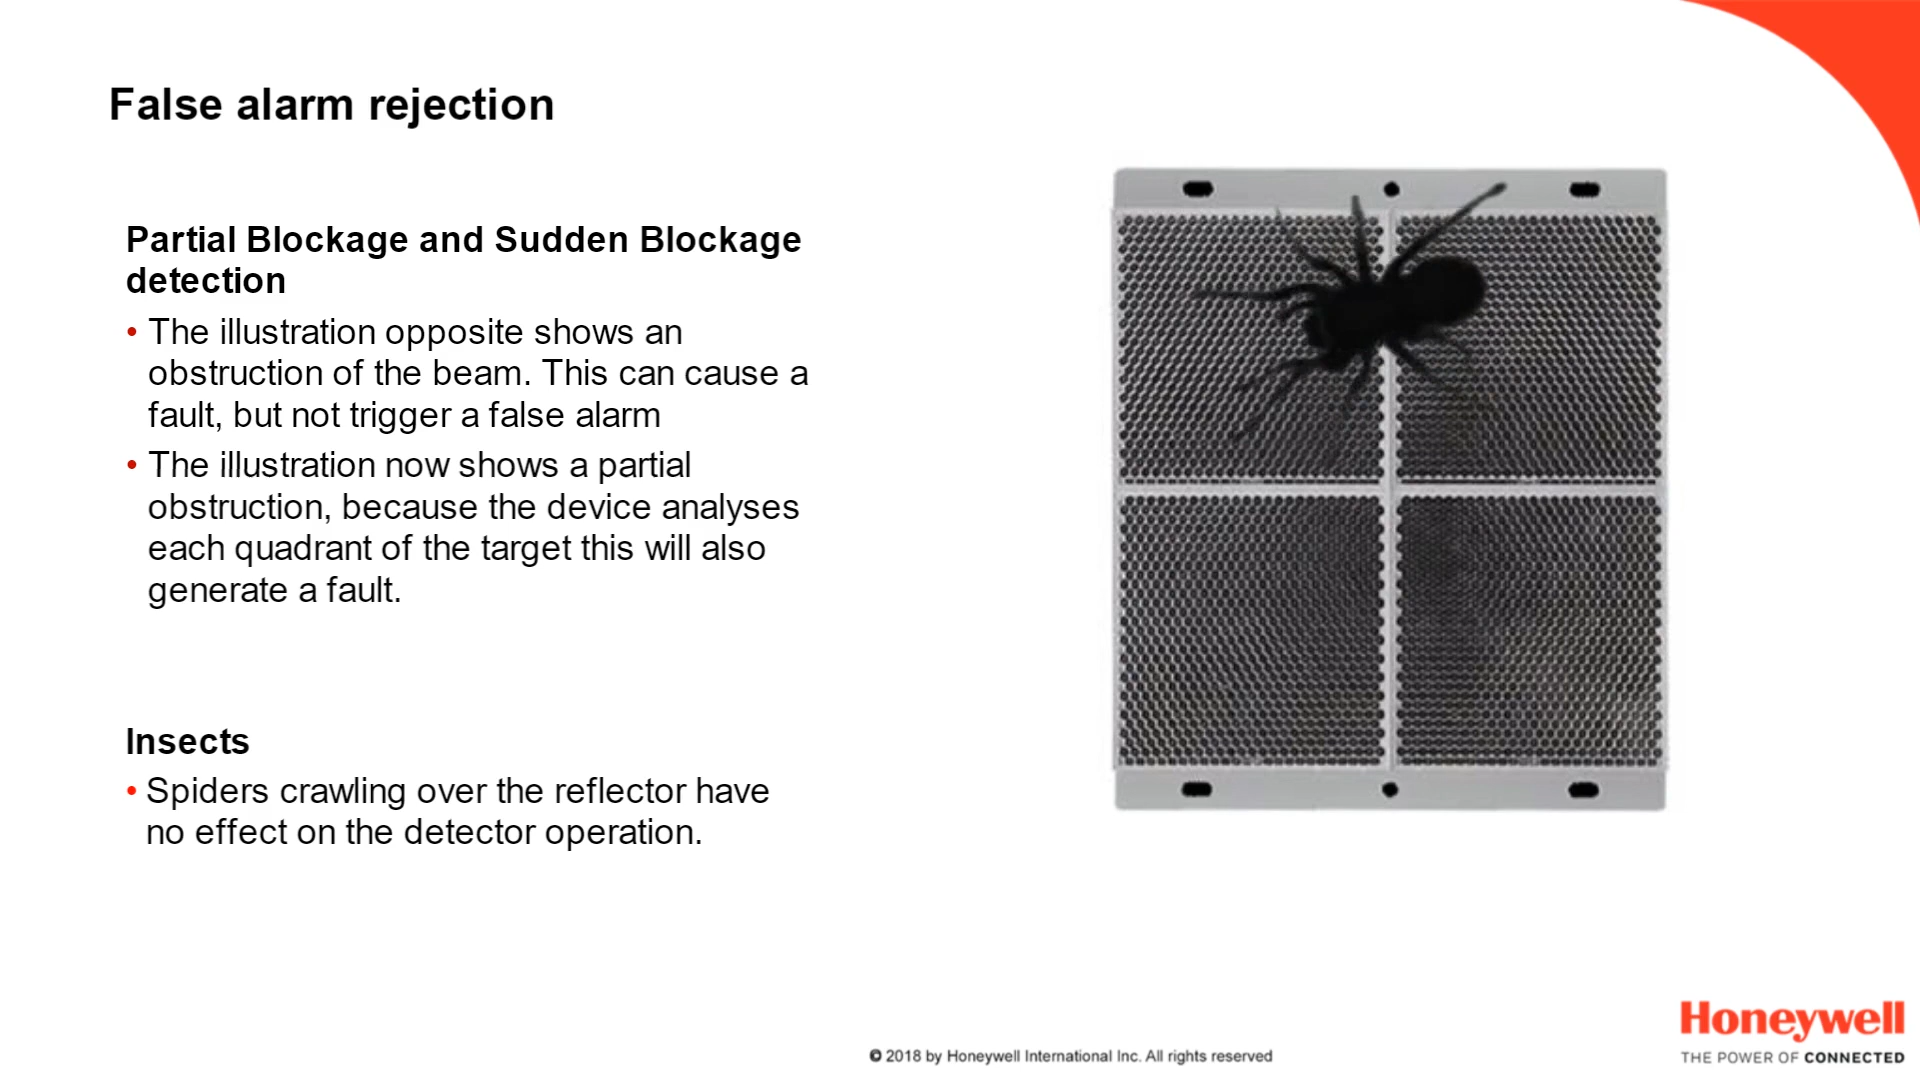 False alarm rejection
Partial Blockage and Sudden Blockage
detection
• The illustration opposite shows an
obstruction of the beam. This can cause a
fault, but not trigger a false alarm
• The illustration now shows a partial
obstruction, because the device analyses
each quadrant of the target this will also
generate a fault.
Insects
• Spiders crawling over the reflector have
no effect on the detector operation.
© 2018 by Honeywell International Inc. All rights reserved
Honeywell
THE POWER OF CONNECTED